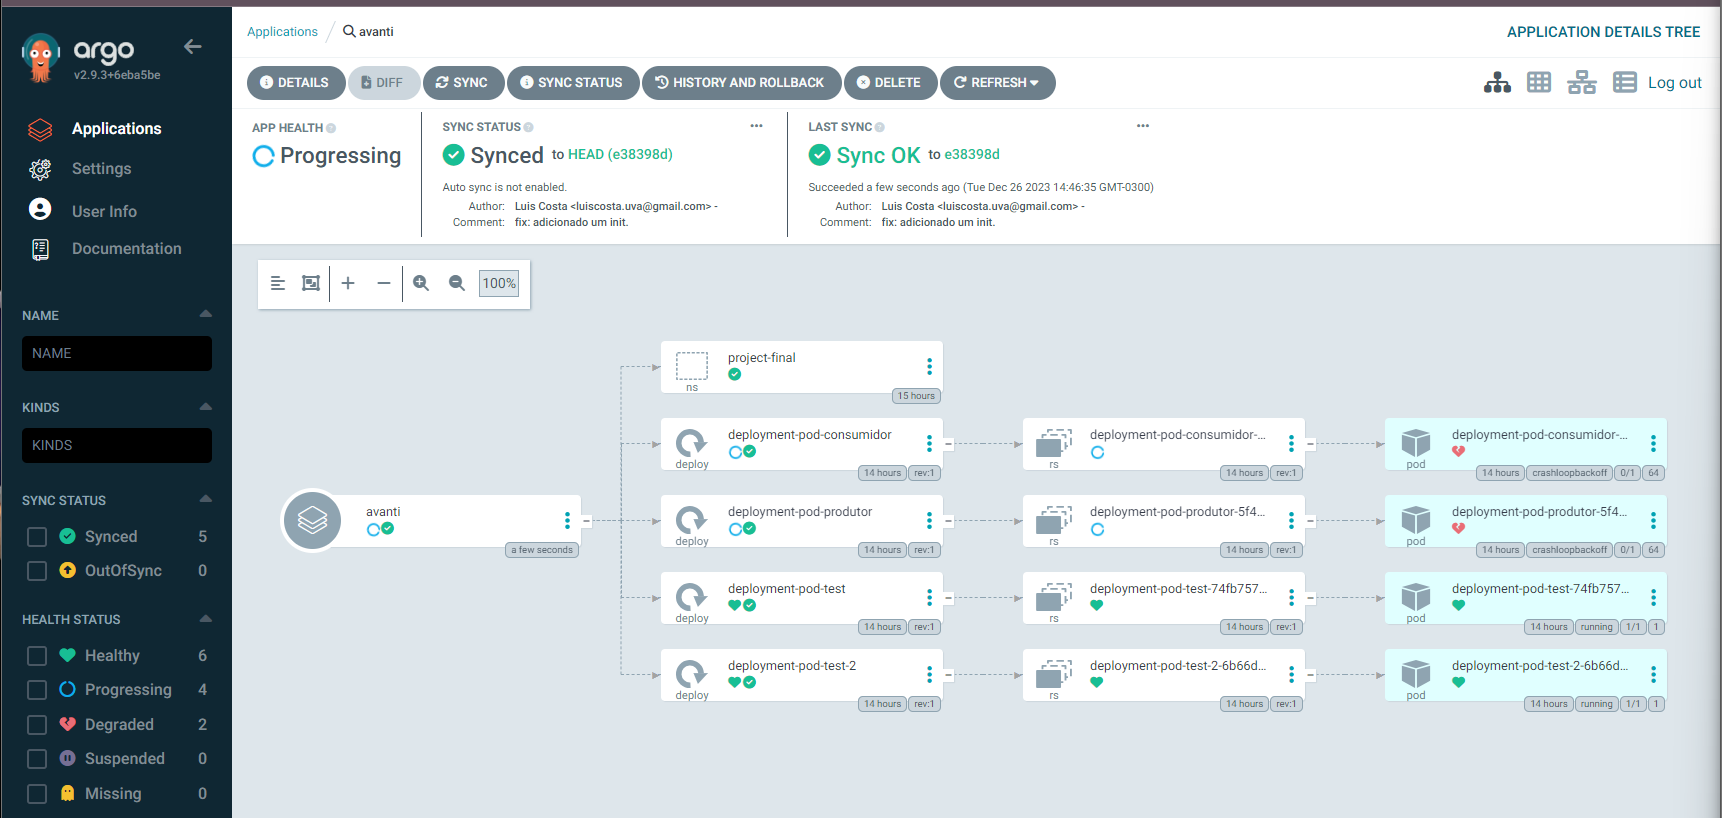 argo
v2.9.3+6eba5be
Applications
Settings
User Info
Documentation
NAME
NAME
KINDS
KINDS
SYNC STATUS
Synced 5
OutOfSync 0
HEALTH STATUS
Healthy 6
Progressing 4
Degraded 2
Suspended 0
Missing 0
Applications / avanti
APPLICATION DETAILS TREE
DETAILS DIFF SYNC SYNC STATUS HISTORY AND ROLLBACK DELETE REFRESH
Log out
APP HEALTH
Progressing
SYNC STATUS
Synced to HEAD (e38398d)
Auto sync is not enabled.
Author: Luis Costa <luiscosta.uva@gmail.com> -
Comment: fix: adicionado um init.
LAST SYNC
Sync OK to e38398d
Succeeded a few seconds ago (Tue Dec 26 2023 14:46:35 GMT-0300)
Author: Luis Costa <luiscosta.uva@gmail.com> -
Comment: fix: adicionado um init.
100%
avanti
a few seconds
project-final
ns
15 hours
deployment-pod-consumidor
deploy
14 hours rev:1
deployment-pod-consumidor-...
rs
14 hours rev:1
deployment-pod-consumidor-...
pod
14 hours crashloopbackoff 0/1 64
deployment-pod-produtor
deploy
14 hours rev:1
deployment-pod-produtor-5f4...
rs
14 hours rev:1
deployment-pod-produtor-5f4...
pod
14 hours crashloopbackoff 0/1 64
deployment-pod-test
deploy
14 hours rev:1
deployment-pod-test-74fb757...
rs
14 hours rev:1
deployment-pod-test-74fb757...
pod
14 hours running 1/1 1
deployment-pod-test-2
deploy
14 hours rev:1
deployment-pod-test-2-6b66d...
rs
14 hours rev:1
deployment-pod-test-2-6b66d...
pod
14 hours running 1/1 1